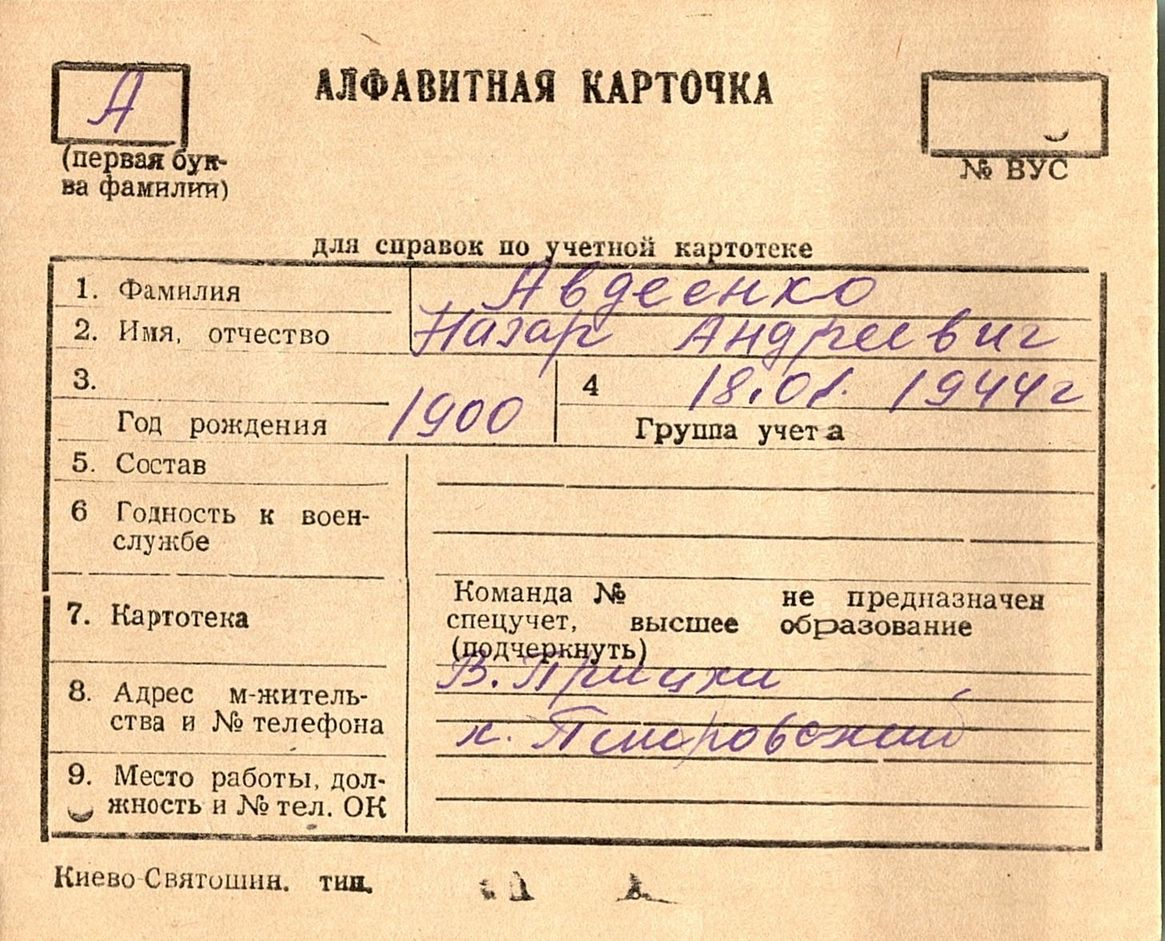 А
АЛФАВИТНАЯ КАРТОЧКА
(первая бук-
ва фамилии)
№ ВУС
для справок по учетной картотеке
1. Фамилия Авдеенко
2. Имя, отчество Назар Андреевич
3.
Год рождения 1900
4 18.01. 1944г
Группа учета
5. Состав
6 Годность к воен-
службе
7. Картотека
Команда № не предназначен
спецучет, высшее образование
(подчеркнуть)
8. Адрес м-житель-
ства и № телефона
В. Прицки
х.
9. Место работы, дол-
жность и № тел. ОК
Киево-Святошин. тип.